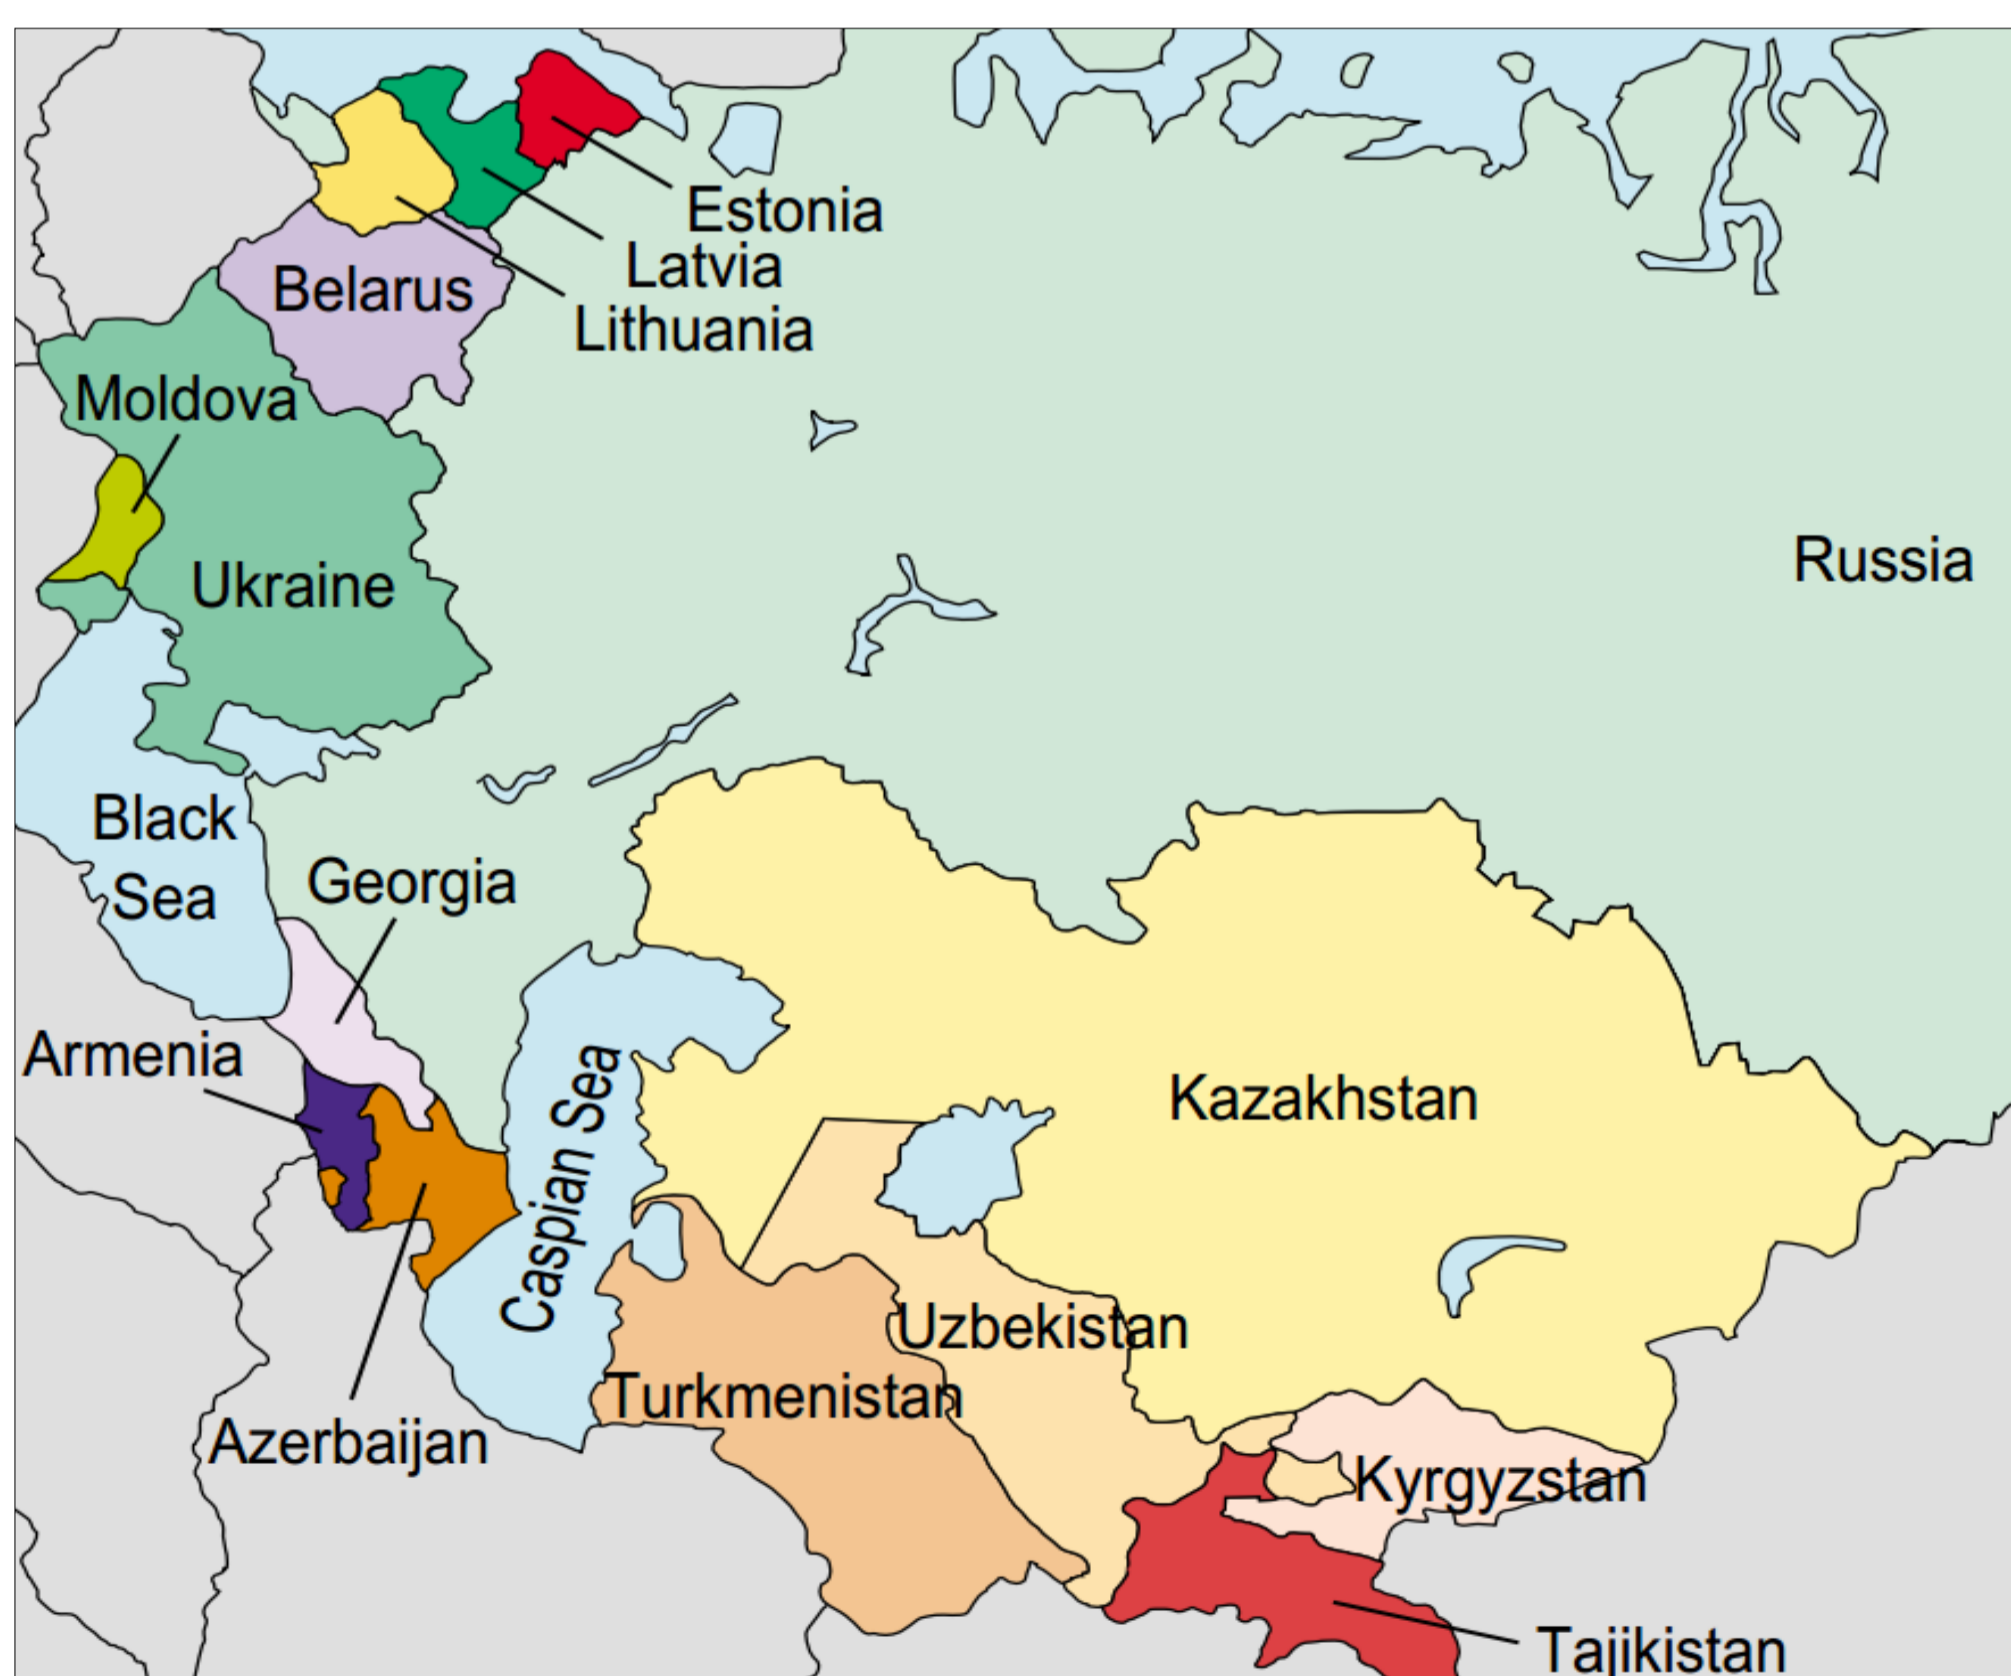 Estonia
Latvia
Belarus
Lithuania
Moldova
Russia
Ukraine
Black
Sea
Georgia
Armenia
Caspian Sea
Kazakhstan
Uzbekistan
Turkmenistan
Azerbaijan
Kyrgyzstan
Tajikistan